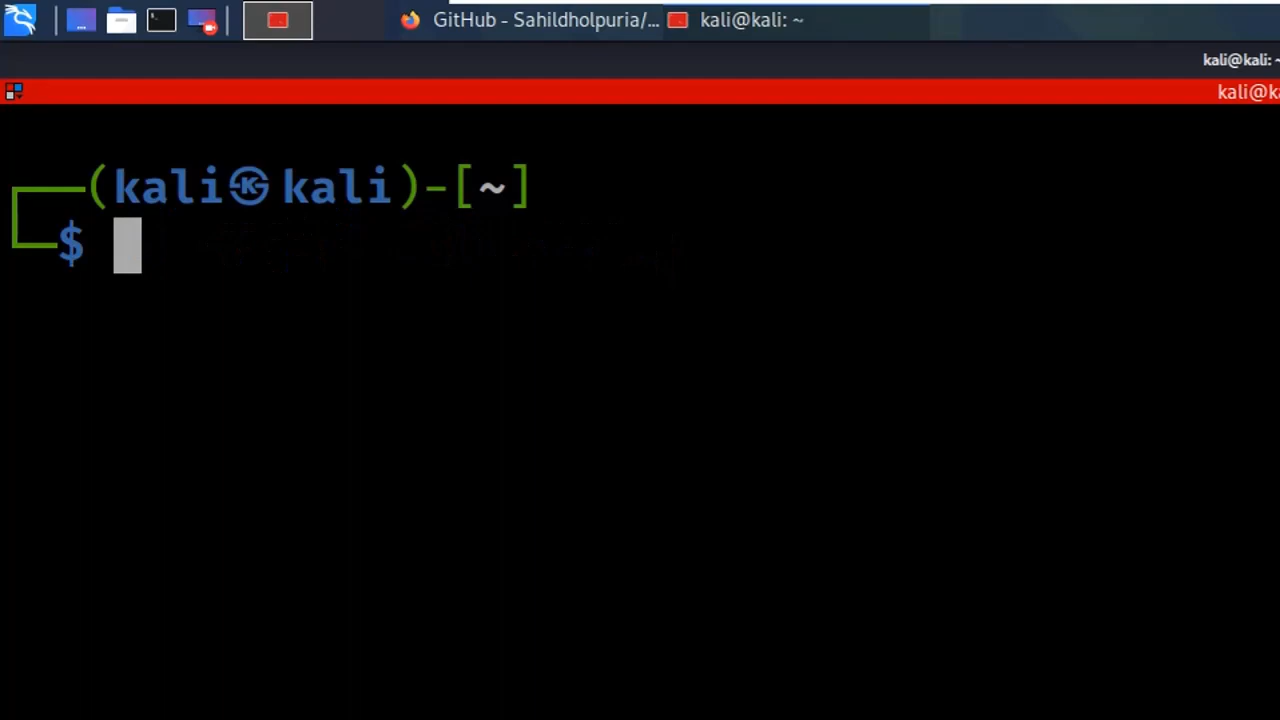 GitHub - Sahildholpuria/...
kali@kali: ~
kali@kali: ~
kali@ka
(kali㉿kali)-[~]
$